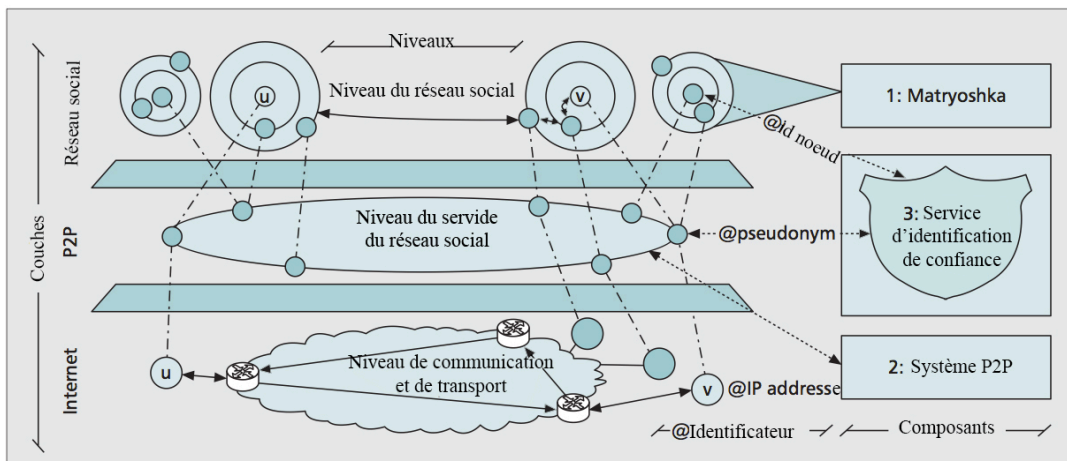 Niveaux
Réseau social
u
Niveau du réseau social
v
1: Matryoshka
@Id noeud
Couches
P2P
Niveau du servide
du réseau social
@pseudonym
3: Service
d'identification
de confiance
Internet
u
Niveau de communication
et de transport
v
@IP addresse
2: Système P2P
@Identificateur
Composants